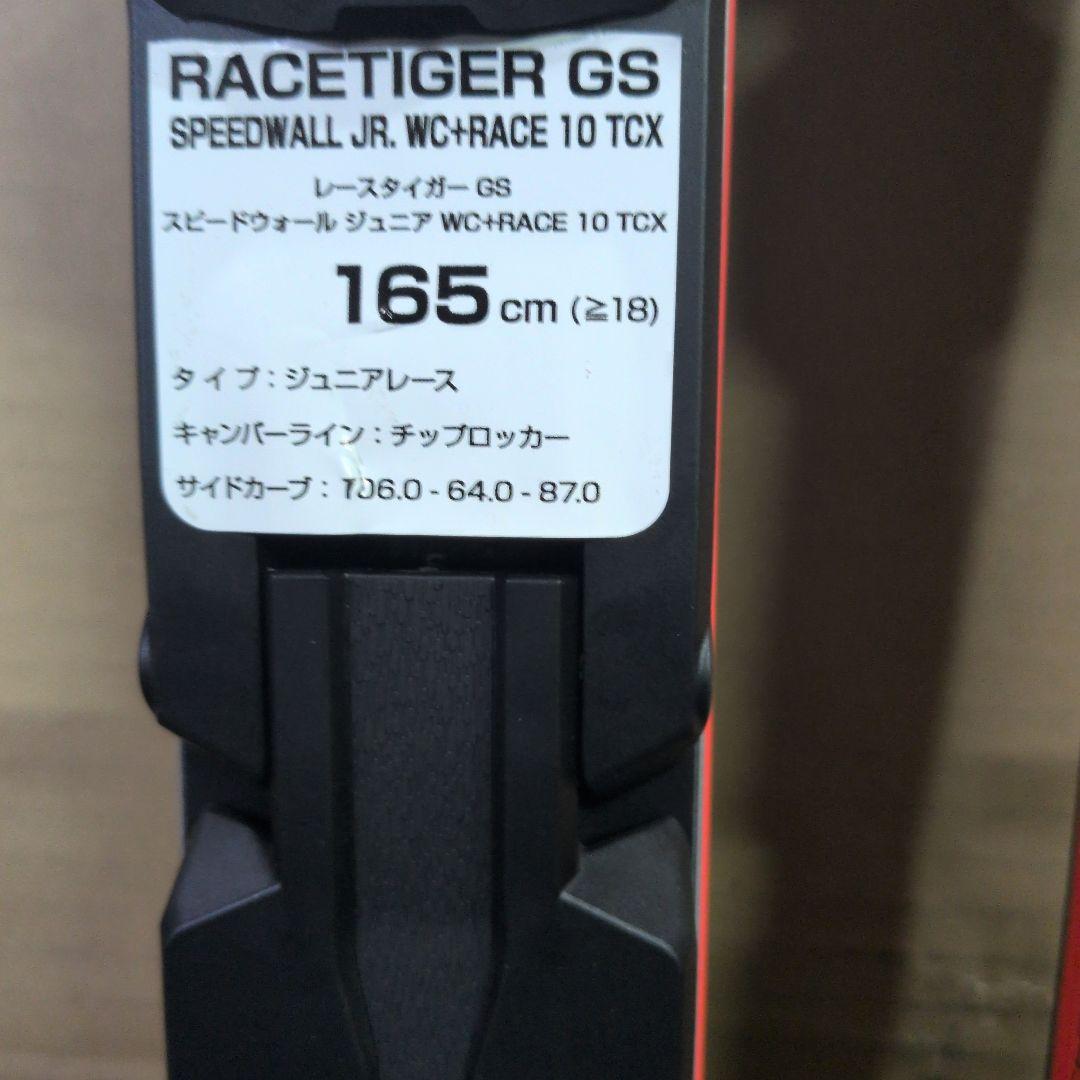 RACETIGER GS
SPEEDWALL JR. WC+RACE 10 TCX
レースタイガー GS
スピードウォール ジュニア WC+RACE 10 TCX
165 cm (≧18)
タイプ : ジュニアレース
キャンバーライン : チップロッカー
サイドカーブ : 106.0 - 64.0 - 87.0